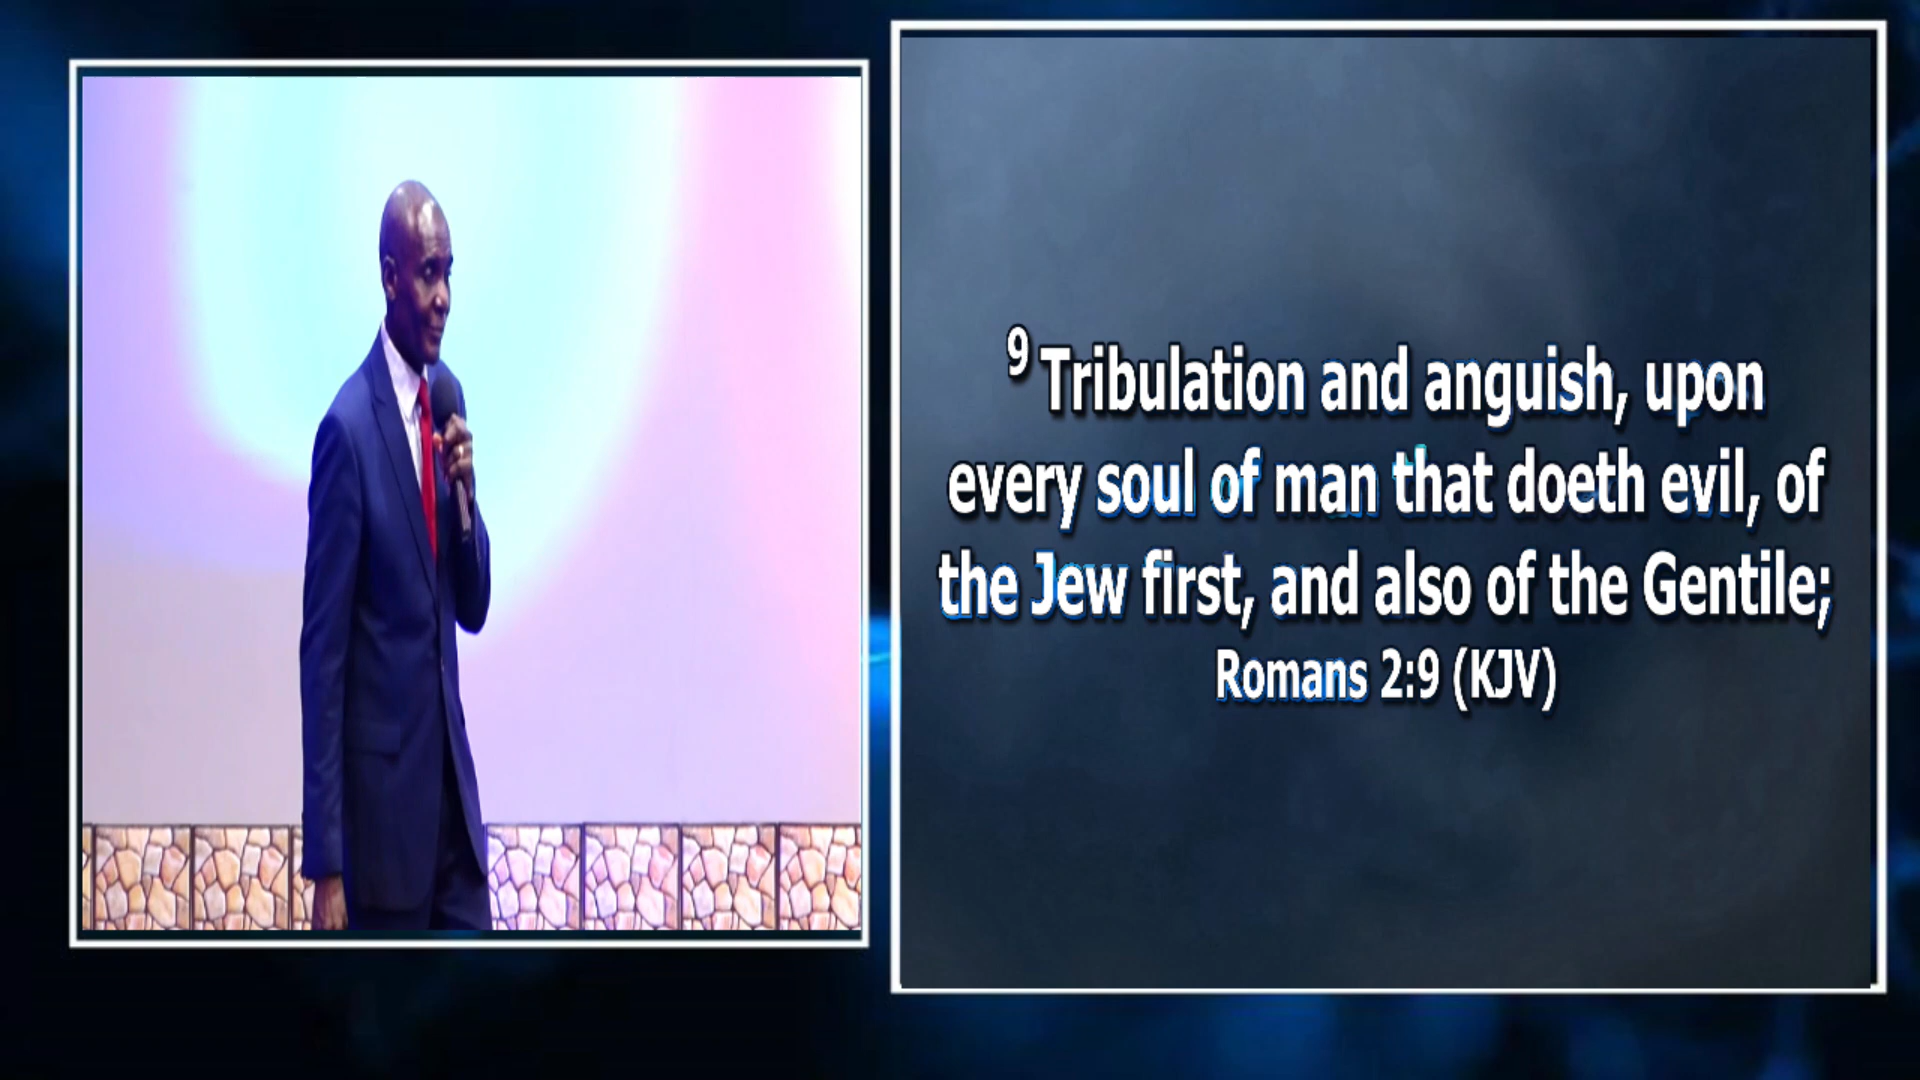 9 Tribulation and anguish, upon
every soul of man that doeth evil, of
the Jew first, and also of the Gentile;
Romans 2:9 (KJV)